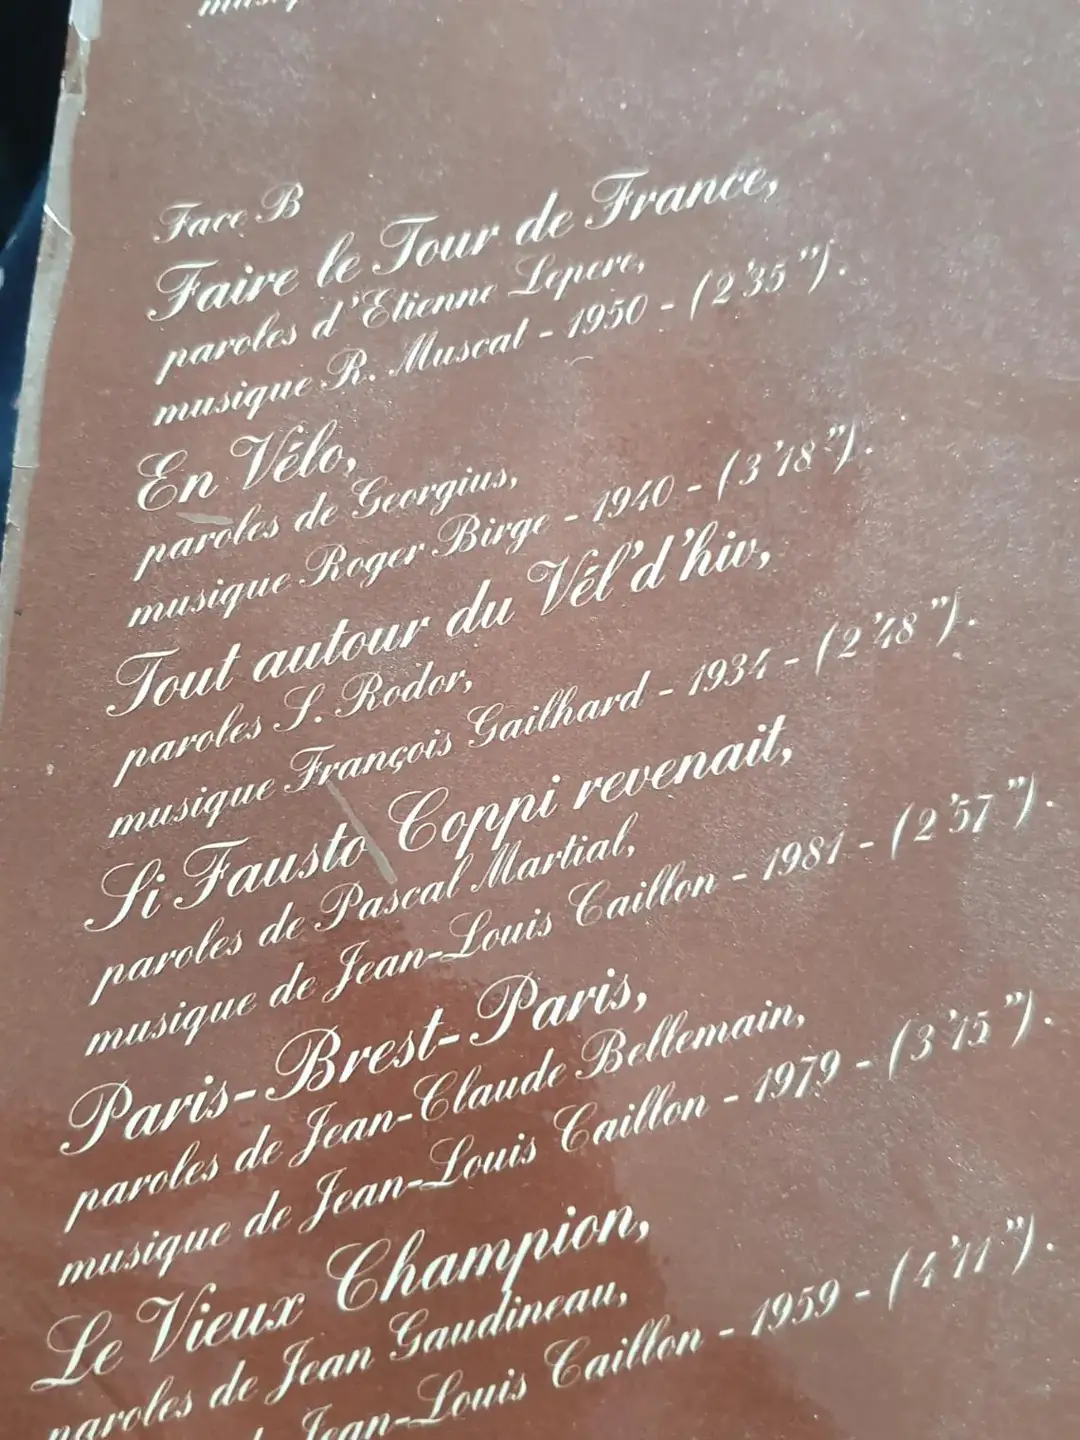 Face B
Faire le Tour de France,
paroles d'Etienne Lepere,
musique R. Muscat - 1950 - (2'35").
En Vélo,
paroles de Georgius,
musique Roger Birge - 1940 - (3'18").
Tout autour du Vél'd'hiv,
paroles S. Rodor,
musique François Gailhard - 1934 - (2'48").
Si Fausto Coppi revenait,
paroles de Pascal Martial,
musique de Jean-Louis Caillon - 1981 - (2'57").
Paris-Brest-Paris,
paroles de Jean-Claude Bellemain,
musique de Jean-Louis Caillon - 1979 - (3'15").
Le Vieux Champion,
paroles de Jean Gaudineau,
Jean-Louis Caillon - 1959 - (4'11").